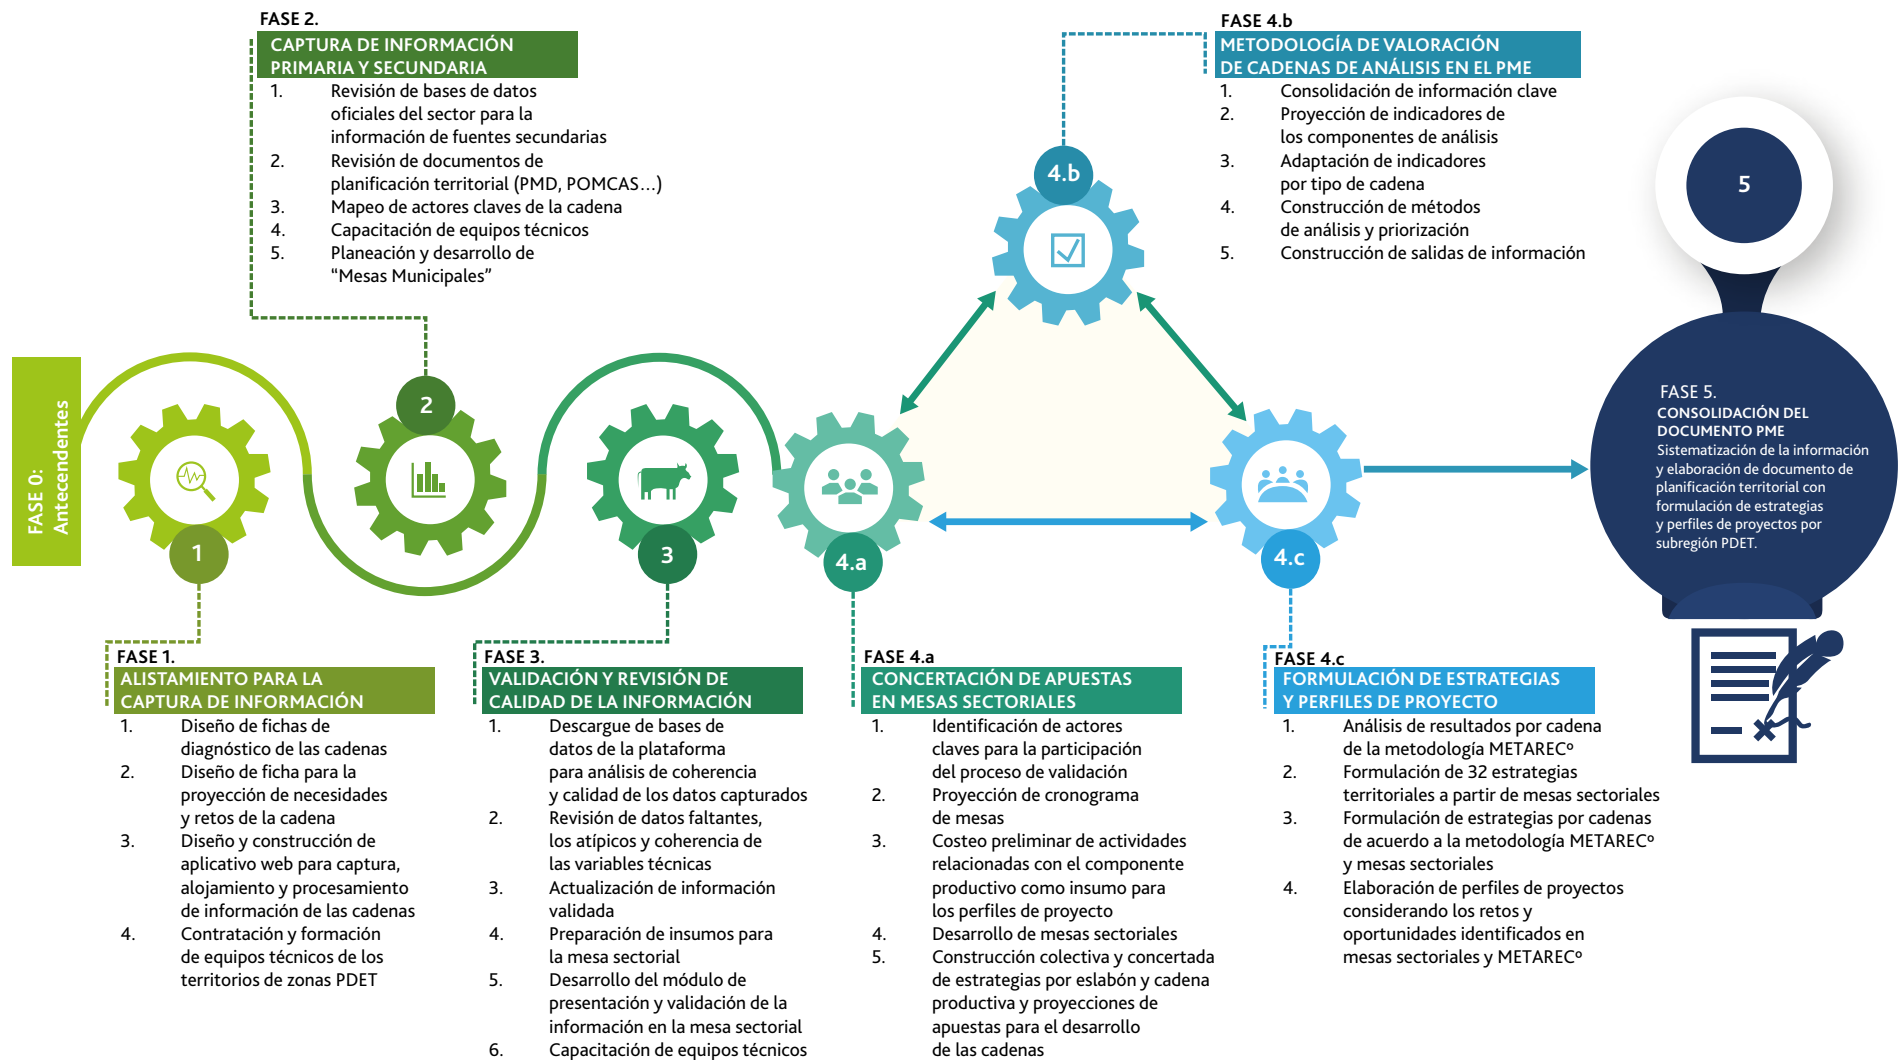 FASE 0:
Antecendentes
FASE 2.
CAPTURA DE INFORMACIÓN
PRIMARIA Y SECUNDARIA
1. Revisión de bases de datos
oficiales del sector para la
información de fuentes secundarias
2. Revisión de documentos de
planificación territorial (PMD, POMCAS…)
3. Mapeo de actores claves de la cadena
4. Capacitación de equipos técnicos
5. Planeación y desarrollo de
“Mesas Municipales”
FASE 4.b
METODOLOGÍA DE VALORACIÓN
DE CADENAS DE ANÁLISIS EN EL PME
1. Consolidación de información clave
2. Proyección de indicadores de
los componentes de análisis
3. Adaptación de indicadores
por tipo de cadena
4. Construcción de métodos
de análisis y priorización
5. Construcción de salidas de información
1
2
3
4.a
4.b
4.c
5
FASE 5.
CONSOLIDACIÓN DEL
DOCUMENTO PME
Sistematización de la información
y elaboración de documento de
planificación territorial con
formulación de estrategias
y perfiles de proyectos por
subregión PDET.
FASE 1.
ALISTAMIENTO PARA LA
CAPTURA DE INFORMACIÓN
1. Diseño de fichas de
diagnóstico de las cadenas
2. Diseño de ficha para la
proyección de necesidades
y retos de la cadena
3. Diseño y construcción de
aplicativo web para captura,
alojamiento y procesamiento
de información de las cadenas
4. Contratación y formación
de equipos técnicos de los
territorios de zonas PDET
FASE 3.
VALIDACIÓN Y REVISIÓN DE
CALIDAD DE LA INFORMACIÓN
1. Descargue de bases de
datos de la plataforma
para análisis de coherencia
y calidad de los datos capturados
2. Revisión de datos faltantes,
los atípicos y coherencia de
las variables técnicas
3. Actualización de información
validada
4. Preparación de insumos para
la mesa sectorial
5. Desarrollo del módulo de
presentación y validación de la
información en la mesa sectorial
6. Capacitación de equipos técnicos
FASE 4.a
CONCERTACIÓN DE APUESTAS
EN MESAS SECTORIALES
1. Identificación de actores
claves para la participación
del proceso de validación
2. Proyección de cronograma
de mesas
3. Costeo preliminar de actividades
relacionadas con el componente
productivo como insumo para
los perfiles de proyecto
4. Desarrollo de mesas sectoriales
5. Construcción colectiva y concertada
de estrategias por eslabón y cadena
productiva y proyecciones de
apuestas para el desarrollo
de las cadenas
FASE 4.c
FORMULACIÓN DE ESTRATEGIAS
Y PERFILES DE PROYECTO
1. Análisis de resultados por cadena
de la metodología METARECº
2. Formulación de 32 estrategias
territoriales a partir de mesas sectoriales
3. Formulación de estrategias por cadenas
de acuerdo a la metodología METARECº
y mesas sectoriales
4. Elaboración de perfiles de proyectos
considerando los retos y
oportunidades identificados en
mesas sectoriales y METARECº